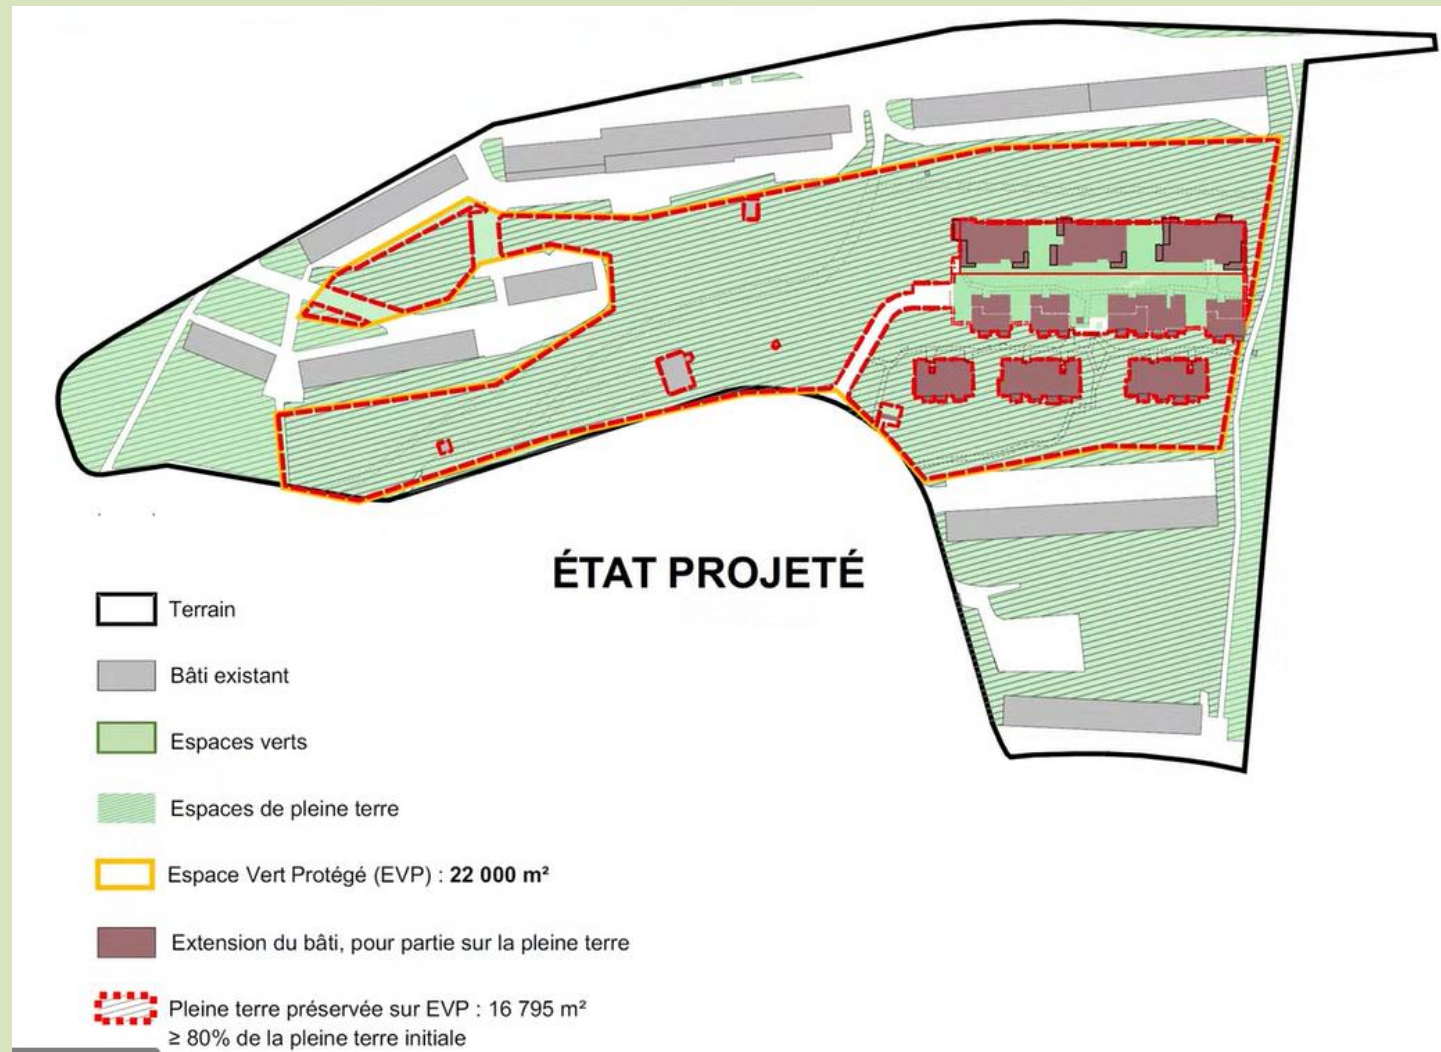 ÉTAT PROJETÉ
Terrain
Bâti existant
Espaces verts
Espaces de pleine terre
Espace Vert Protégé (EVP) : 22 000 m²
Extension du bâti, pour partie sur la pleine terre
Pleine terre préservée sur EVP : 16 795 m²
≥ 80% de la pleine terre initiale